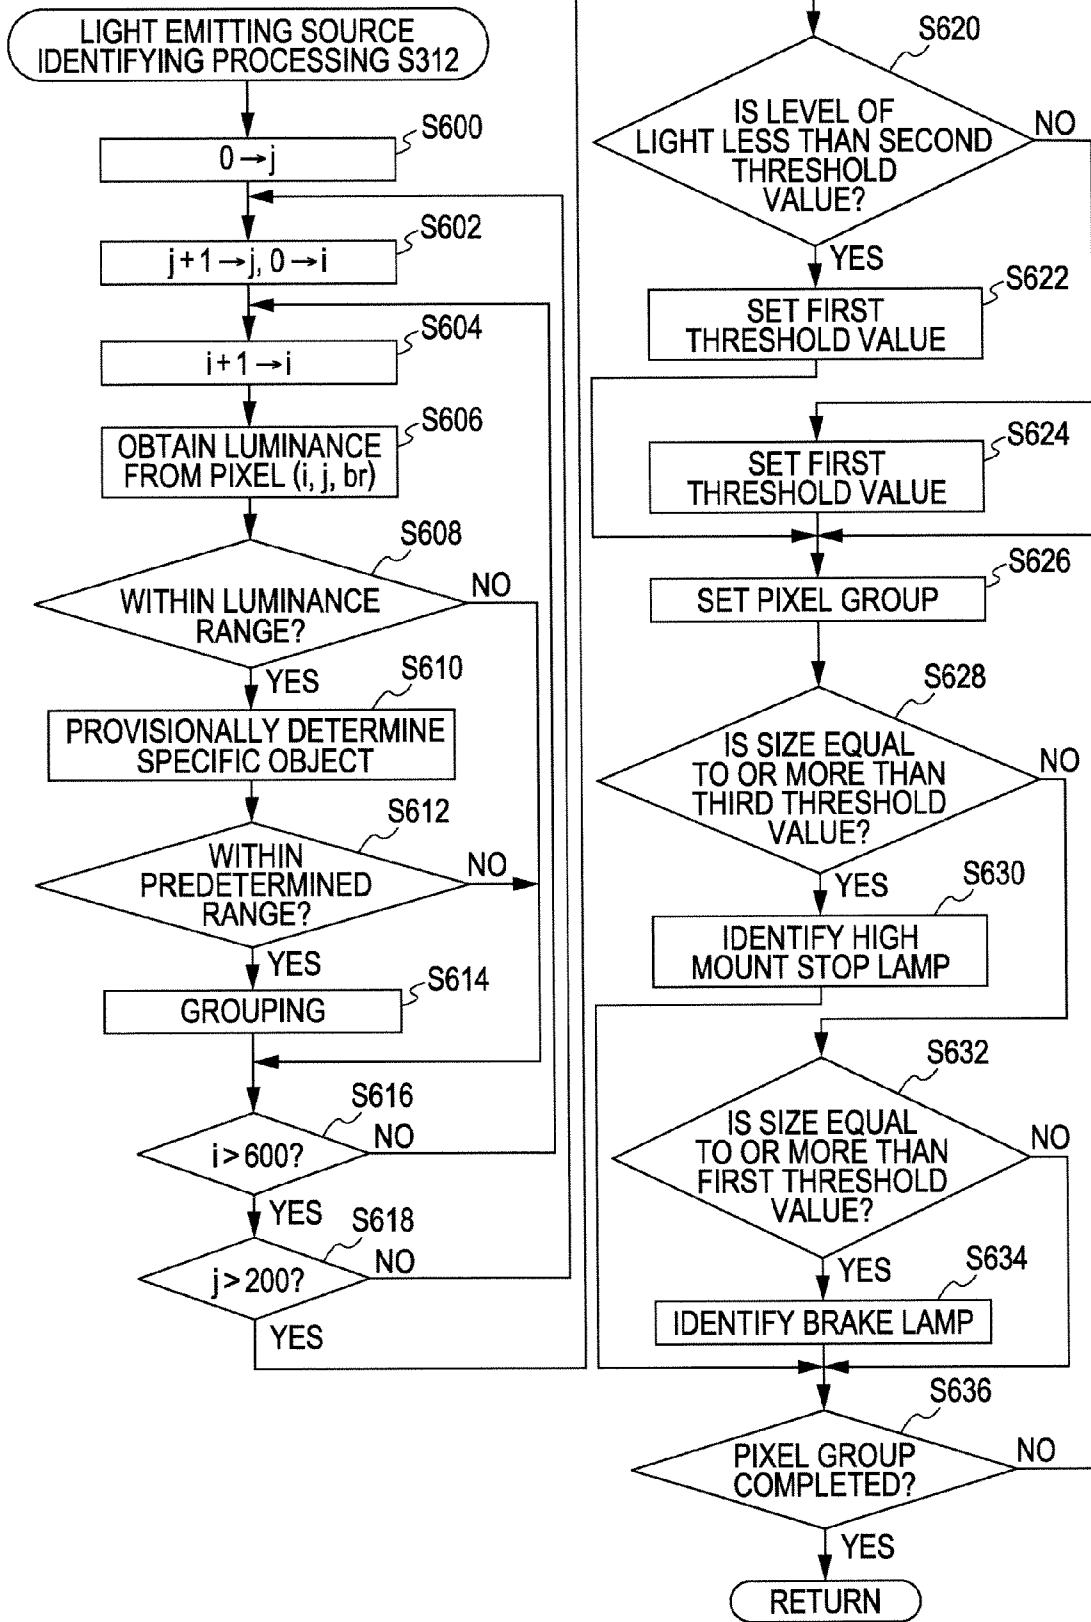 LIGHT EMITTING SOURCE
IDENTIFYING PROCESSING S312
S600
0→j
S602
j+1→j, 0→i
S604
i+1→i
S606
OBTAIN LUMINANCE
FROM PIXEL (i, j, br)
S608
WITHIN LUMINANCE
RANGE?
NO
YES
S610
PROVISIONALLY DETERMINE
SPECIFIC OBJECT
S612
WITHIN
PREDETERMINED
RANGE?
NO
YES
S614
GROUPING
S616
i>600?
NO
YES
S618
j>200?
NO
YES
S620
IS LEVEL OF
LIGHT LESS THAN SECOND
THRESHOLD
VALUE?
NO
YES
S622
SET FIRST
THRESHOLD VALUE
S624
SET FIRST
THRESHOLD VALUE
S626
SET PIXEL GROUP
S628
IS SIZE EQUAL
TO OR MORE THAN
THIRD THRESHOLD
VALUE?
NO
YES
S630
IDENTIFY HIGH
MOUNT STOP LAMP
S632
IS SIZE EQUAL
TO OR MORE THAN
FIRST THRESHOLD
VALUE?
NO
YES
S634
IDENTIFY BRAKE LAMP
S636
PIXEL GROUP
COMPLETED?
NO
YES
RETURN